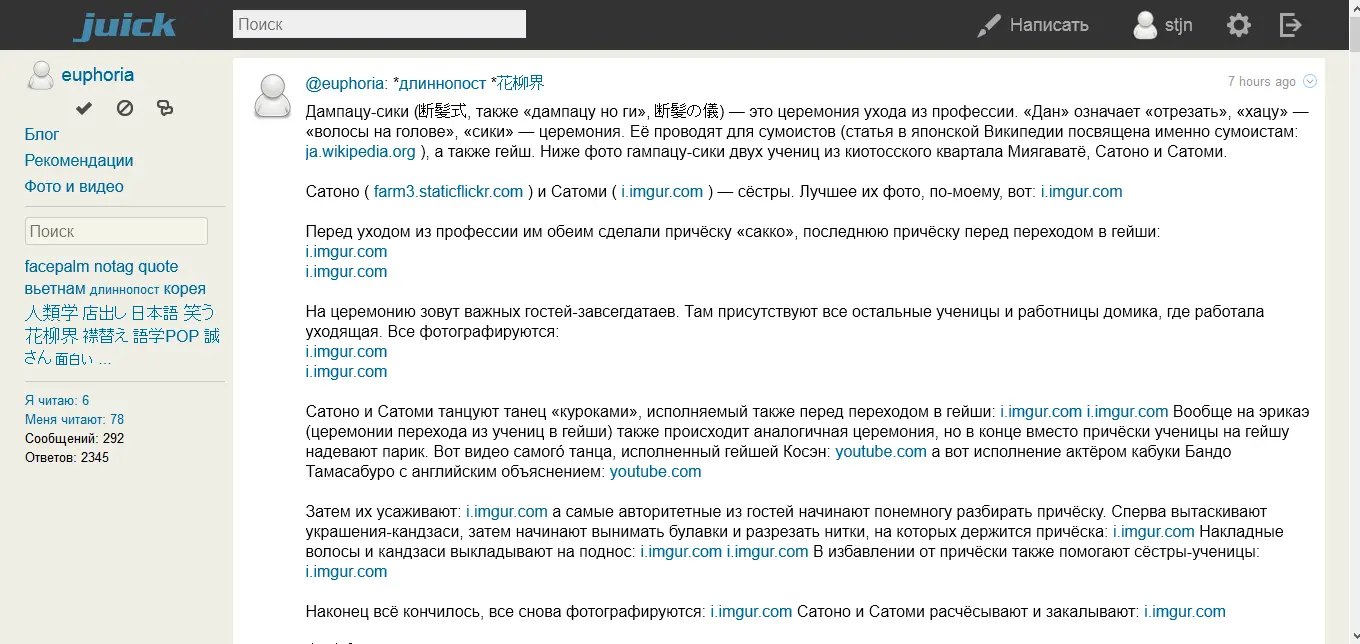 juick
Поиск
Написать
stjn
euphoria
Блог
Рекомендации
Фото и видео
Поиск
facepalm notag quote
вьетнам длиннопост корея
人類学 店出し 日本語 笑う
花柳界 襟替え 語学POP 誠
さん 面白い ...
Я читаю: 6
Меня читают: 78
Сообщений: 292
Ответов: 2345
@euphoria: *длиннопост *花柳界
7 hours ago
Дампацу-сики (断髪式, также «дампацу но ги», 断髪の儀) — это церемония ухода из профессии. «Дан» означает «отрезать», «хацу» —
«волосы на голове», «сики» — церемония. Её проводят для сумоистов (статья в японской Википедии посвящена именно сумоистам:
ja.wikipedia.org ), а также гейш. Ниже фото гампацу-сики двух учениц из киотосского квартала Миягаватё, Сатоно и Сатоми.
Сатоно ( farm3.staticflickr.com ) и Сатоми ( i.imgur.com ) — сёстры. Лучшее их фото, по-моему, вот: i.imgur.com
Перед уходом из профессии им обеим сделали причёску «сакко», последнюю причёску перед переходом в гейши:
i.imgur.com
i.imgur.com
На церемонию зовут важных гостей-завсегдатаев. Там присутствуют все остальные ученицы и работницы домика, где работала
уходящая. Все фотографируются:
i.imgur.com
i.imgur.com
Сатоно и Сатоми танцуют танец «куроками», исполняемый также перед переходом в гейши: i.imgur.com i.imgur.com Вообще на эрикаэ
(церемонии перехода из учениц в гейши) также происходит аналогичная церемония, но в конце вместо причёски ученицы на гейшу
надевают парик. Вот видео самогó танца, исполненный гейшей Косэн: youtube.com а вот исполнение актёром кабуки Бандо
Тамасабуро с английским объяснением: youtube.com
Затем их усаживают: i.imgur.com а самые авторитетные из гостей начинают понемногу разбирать причёску. Сперва вытаскивают
украшения-кандзаси, затем начинают вынимать булавки и разрезать нитки, на которых держится причёска: i.imgur.com Накладные
волосы и кандзаси выкладывают на поднос: i.imgur.com i.imgur.com В избавлении от причёски также помогают сёстры-ученицы:
i.imgur.com
Наконец всё кончилось, все снова фотографируются: i.imgur.com Сатоно и Сатоми расчёсывают и закалывают: i.imgur.com